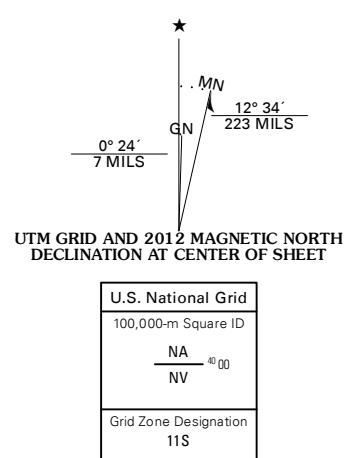 ★
MN
GN
12° 34´
223 MILS
0° 24´
7 MILS
UTM GRID AND 2012 MAGNETIC NORTH
DECLINATION AT CENTER OF SHEET
U.S. National Grid
100,000-m Square ID
NA
40 00
NV
Grid Zone Designation
11S